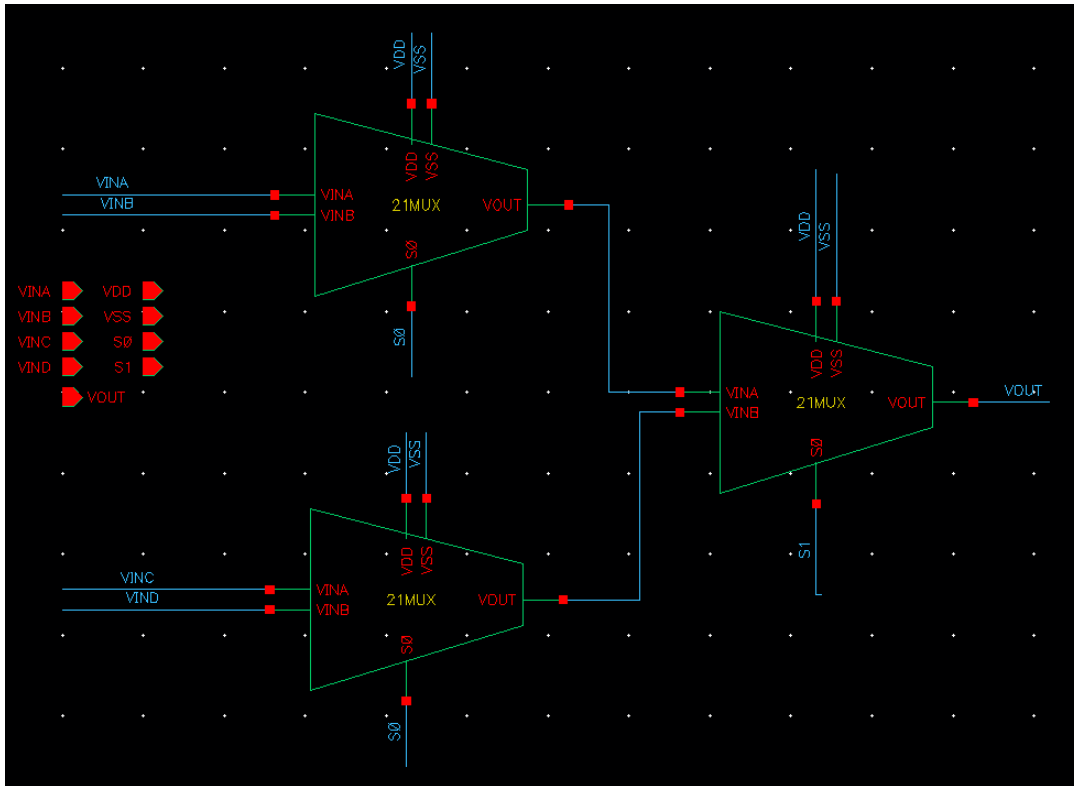 VDD
VSS
VDD
VSS
VINA
VINB
VINA
VINB
21MUX
VOUT
S0
S0
VDD
VSS
VDD
VSS
VINA
VINB
21MUX
VOUT
VOUT
S0
S1
VINA VDD
VINB VSS
VINC S0
VIND S1
VOUT
VDD
VSS
VDD
VSS
VINC
VIND
VINA
VINB
21MUX
VOUT
S0
S0